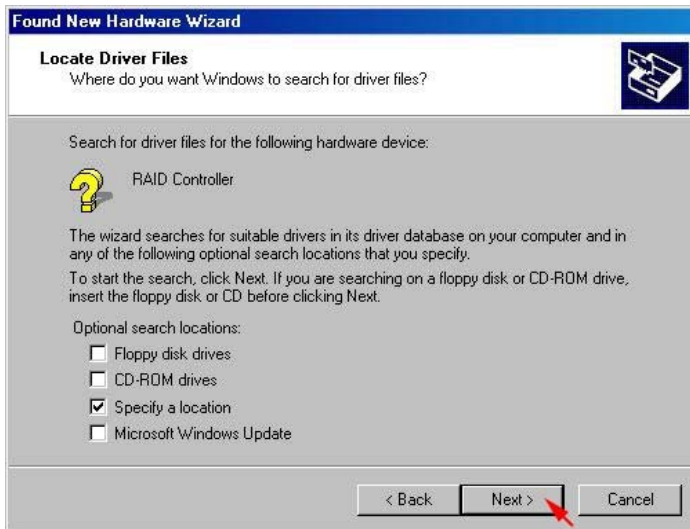 Found New Hardware Wizard
Locate Driver Files
Where do you want Windows to search for driver files?
Search for driver files for the following hardware device:
RAID Controller
The wizard searches for suitable drivers in its driver database on your computer and in
any of the following optional search locations that you specify.
To start the search, click Next. If you are searching on a floppy disk or CD-ROM drive,
insert the floppy disk or CD before clicking Next.
Optional search locations:
Floppy disk drives
CD-ROM drives
Specify a location
Microsoft Windows Update
< Back Next > Cancel